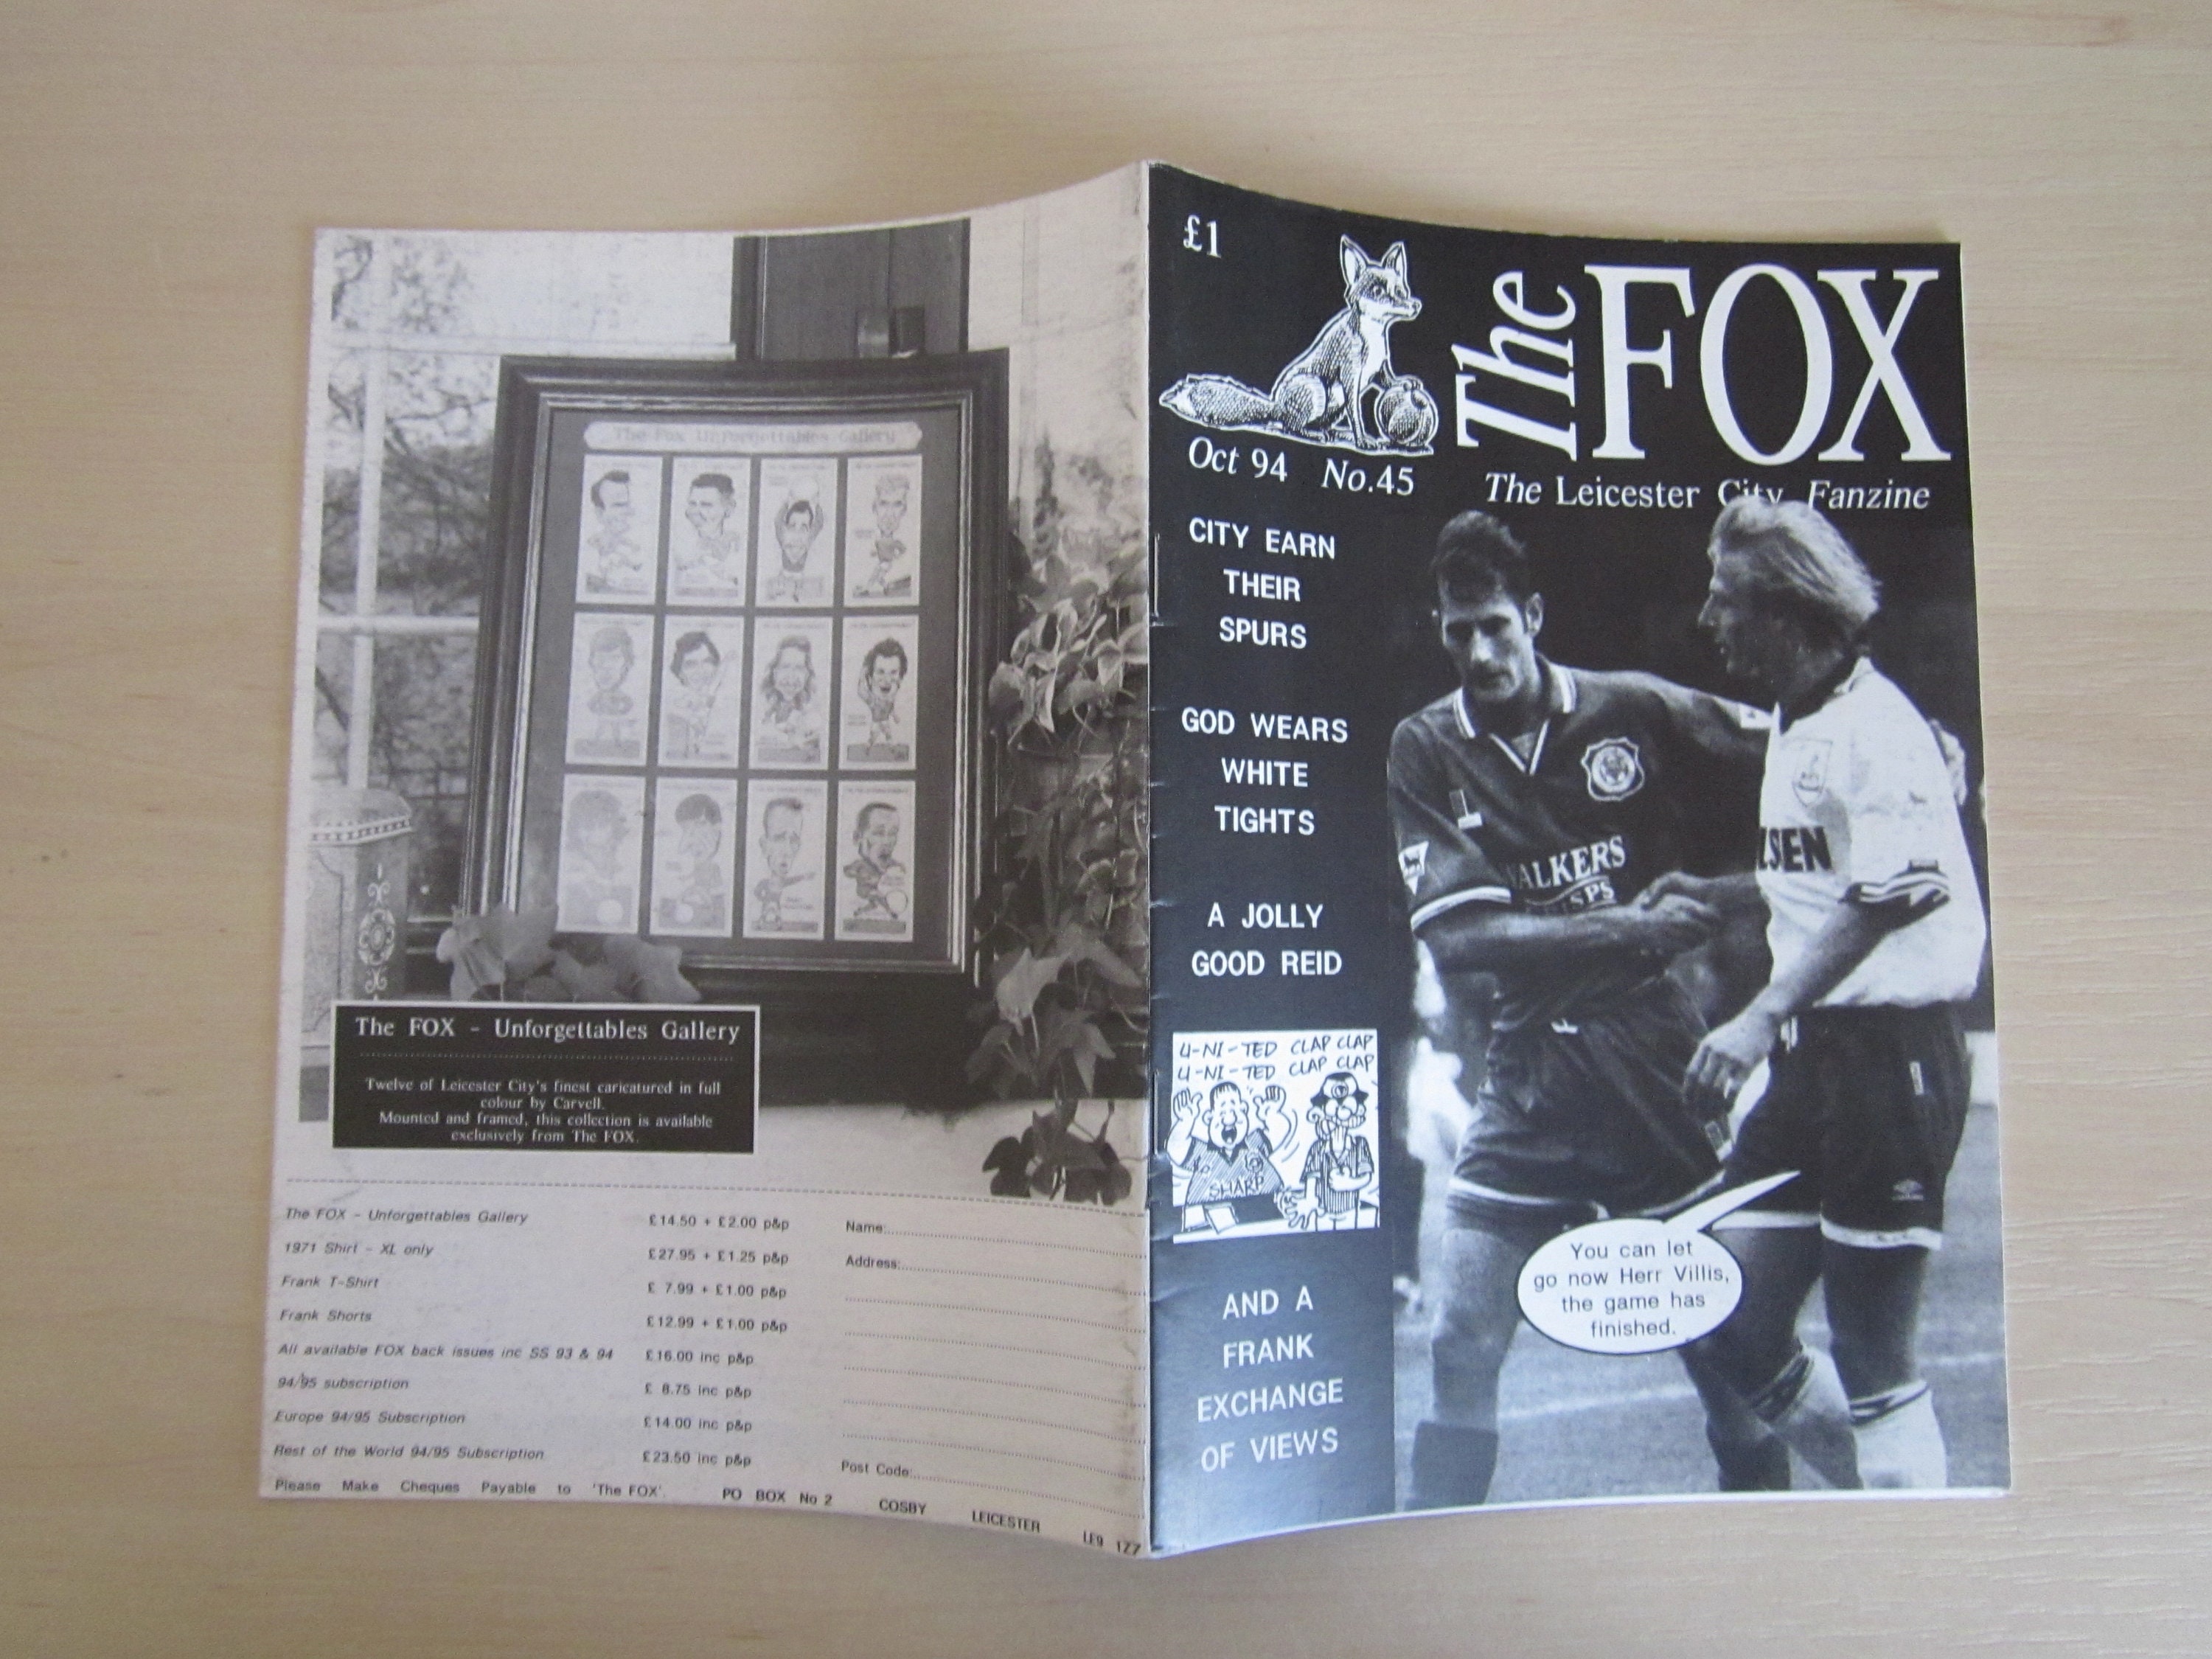 The Fox Unforgettables Gallery
The FOX - Unforgettables Gallery
Twelve of Leicester City's finest caricatured in full
colour by Carvell.
Mounted and framed, this collection is available
exclusively from The FOX.
The FOX - Unforgettables Gallery £14.50 + £2.00 p&p
1971 Shirt - XL only £27.95 + £1.25 p&p
Frank T-Shirt £ 7.99 + £1.00 p&p
Frank Shorts £12.99 + £1.00 p&p
All available FOX back issues inc SS 93 & 94 £16.00 inc p&p
94/95 subscription £ 8.75 inc p&p
Europe 94/95 Subscription £14.00 inc p&p
Rest of the World 94/95 Subscription £23.50 inc p&p
Name:
Address:
Post Code:
Please Make Cheques Payable to 'The FOX'. PO BOX No 2 COSBY LEICESTER LE9 1ZZ
£1
The FOX
Oct 94 No.45
The Leicester City Fanzine
CITY EARN
THEIR
SPURS
GOD WEARS
WHITE
TIGHTS
A JOLLY
GOOD REID
U-NI-TED CLAP CLAP
U-NI-TED CLAP CLAP
SHARP
AND A
FRANK
EXCHANGE
OF VIEWS
WALKERS
CRISPS
LSEN
You can let
go now Herr Villis,
the game has
finished.